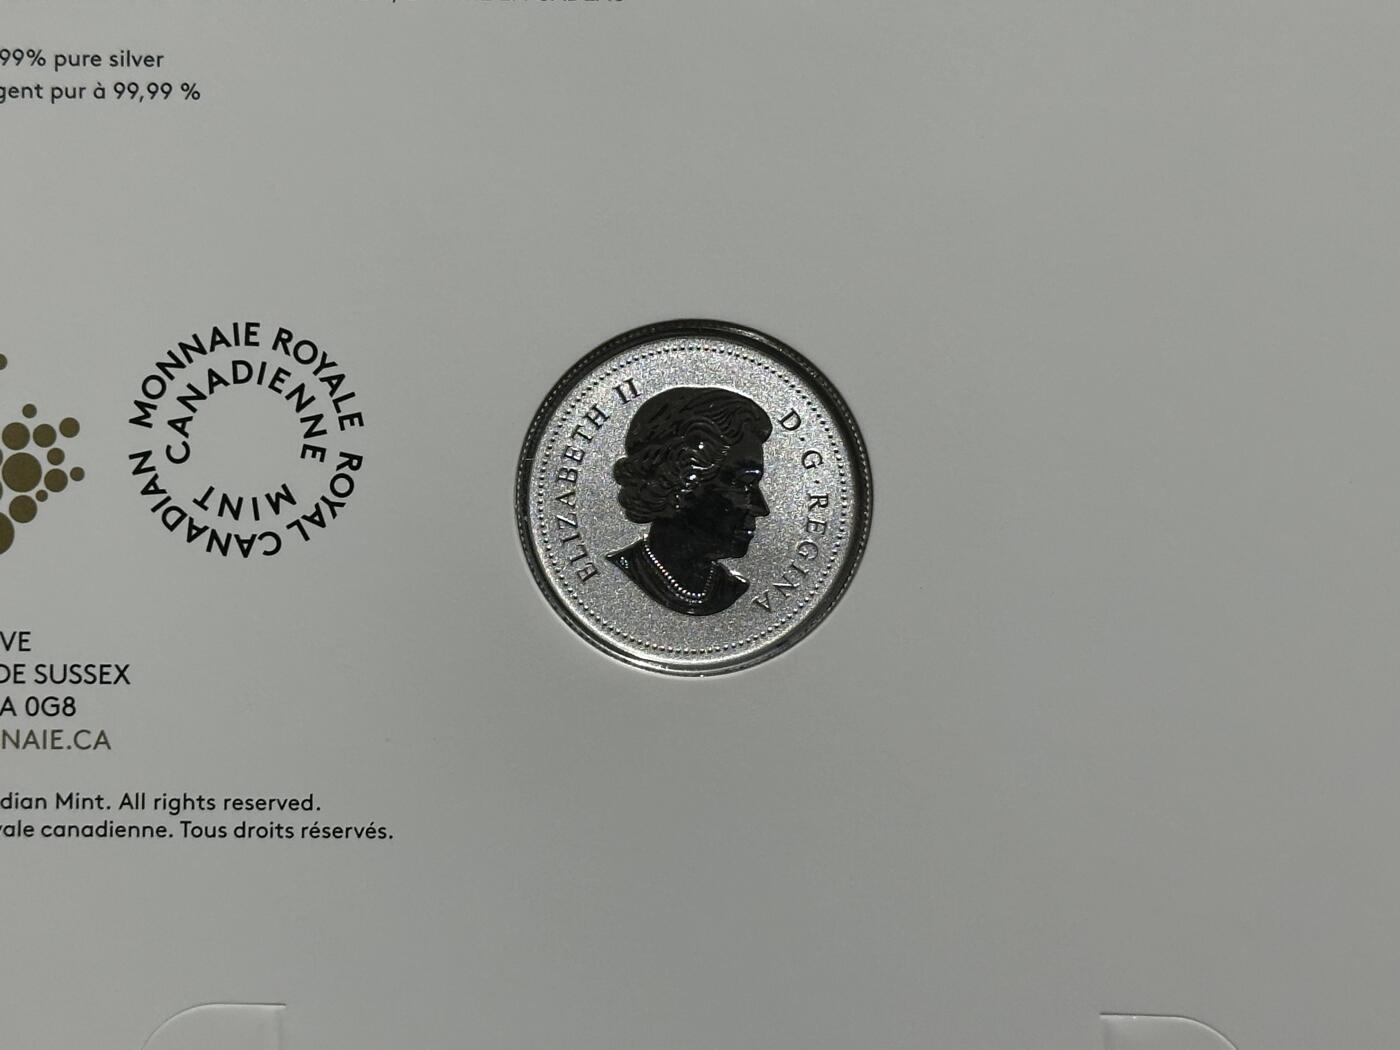 99% pure silver
gent pur à 99,99 %
MONNAIE ROYALE CANADIENNE
ROYAL CANADIAN MINT
ELIZABETH II D·G·REGINA
VE
DE SUSSEX
A 0G8
NAIE.CA
dian Mint. All rights reserved.
yale canadienne. Tous droits réservés.